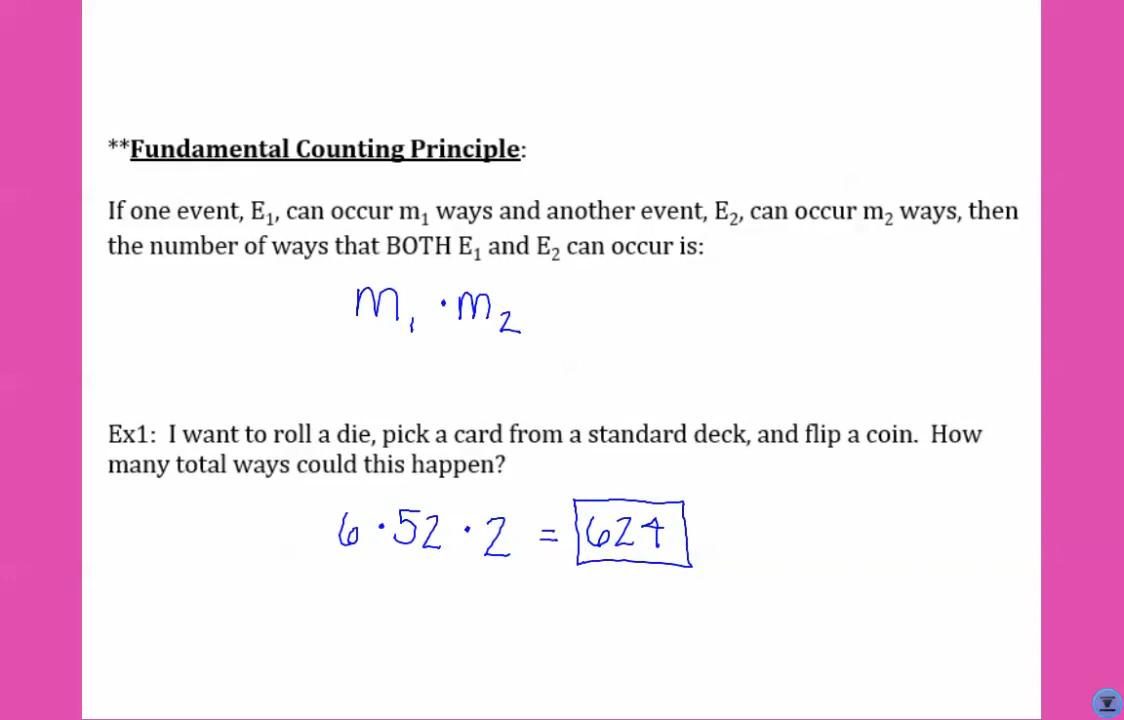 **Fundamental Counting Principle:
If one event, E₁, can occur m₁ ways and another event, E₂, can occur m₂ ways, then
the number of ways that BOTH E₁ and E₂ can occur is:
m₁ · m₂
Ex1: I want to roll a die, pick a card from a standard deck, and flip a coin. How
many total ways could this happen?
6 · 52 · 2 = 624